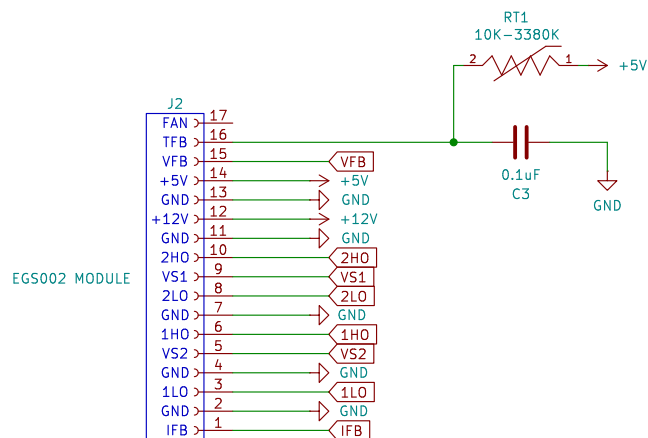 RT1
10K-3380K
2
1
+5V
J2
FAN 17
TFB 16
VFB 15 VFB
+5V 14 +5V
GND 13 GND
+12V 12 +12V
GND 11 GND
2HO 10 2HO
VS1 9 VS1
2LO 8 2LO
GND 7 GND
1HO 6 1HO
VS2 5 VS2
GND 4 GND
1LO 3 1LO
GND 2 GND
IFB 1 IFB
EGS002 MODULE
0.1uF
C3
GND